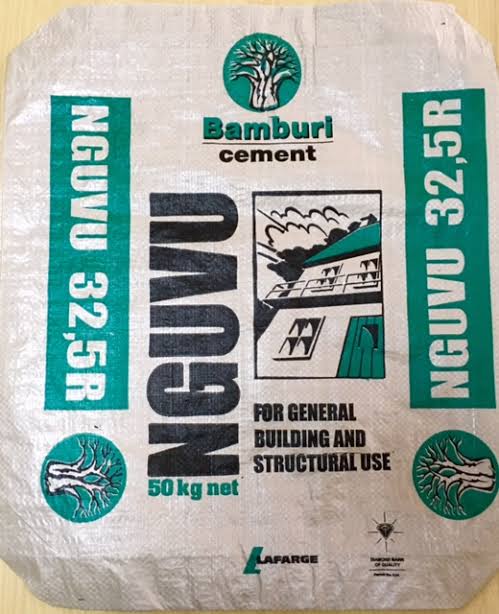 Bamburi
cement
NGUVU 32,5R
NGUVU
NGUVU 32,5R
FOR GENERAL
BUILDING AND
STRUCTURAL USE
50 kg net
LAFARGE
DIAMOND MARK
OF QUALITY